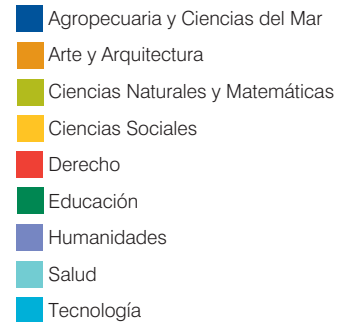 Agropecuaria y Ciencias del Mar
Arte y Arquitectura
Ciencias Naturales y Matemáticas
Ciencias Sociales
Derecho
Educación
Humanidades
Salud
Tecnología